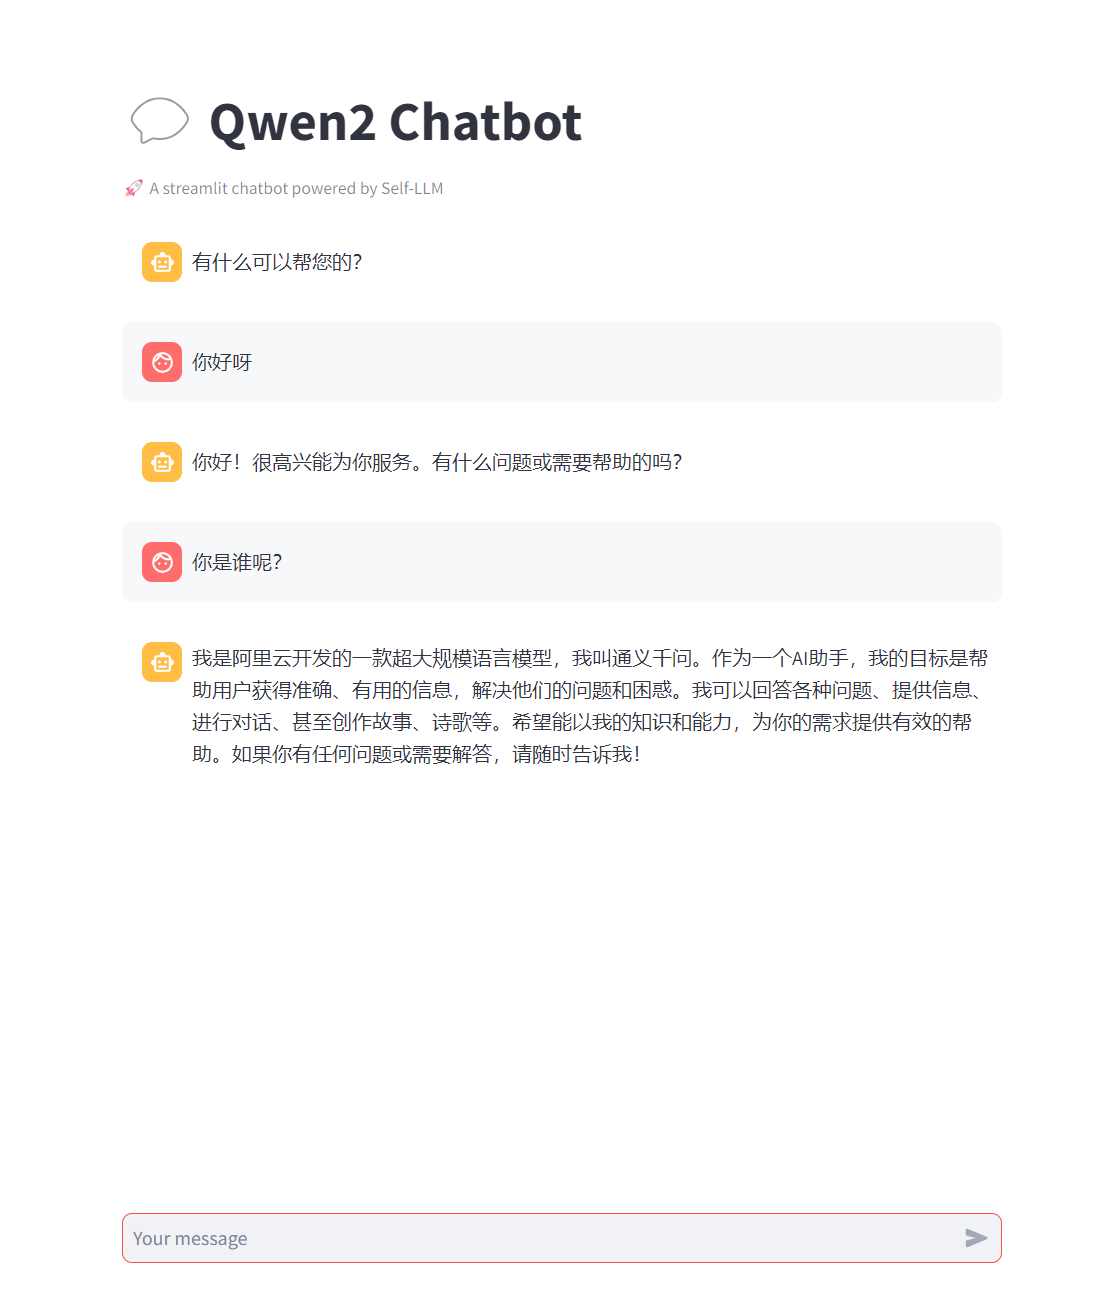 Qwen2 Chatbot
🚀 A streamlit chatbot powered by Self-LLM
有什么可以帮您的?
你好呀
你好！很高兴能为你服务。有什么问题或需要帮助的吗?
你是谁呢?
我是阿里云开发的一款超大规模语言模型，我叫通义千问。作为一个AI助手，我的目标是帮
助用户获得准确、有用的信息，解决他们的问题和困惑。我可以回答各种问题、提供信息、
进行对话、甚至创作故事、诗歌等。希望能以我的知识和能力，为你的需求提供有效的帮
助。如果你有任何问题或需要解答，请随时告诉我！
Your message